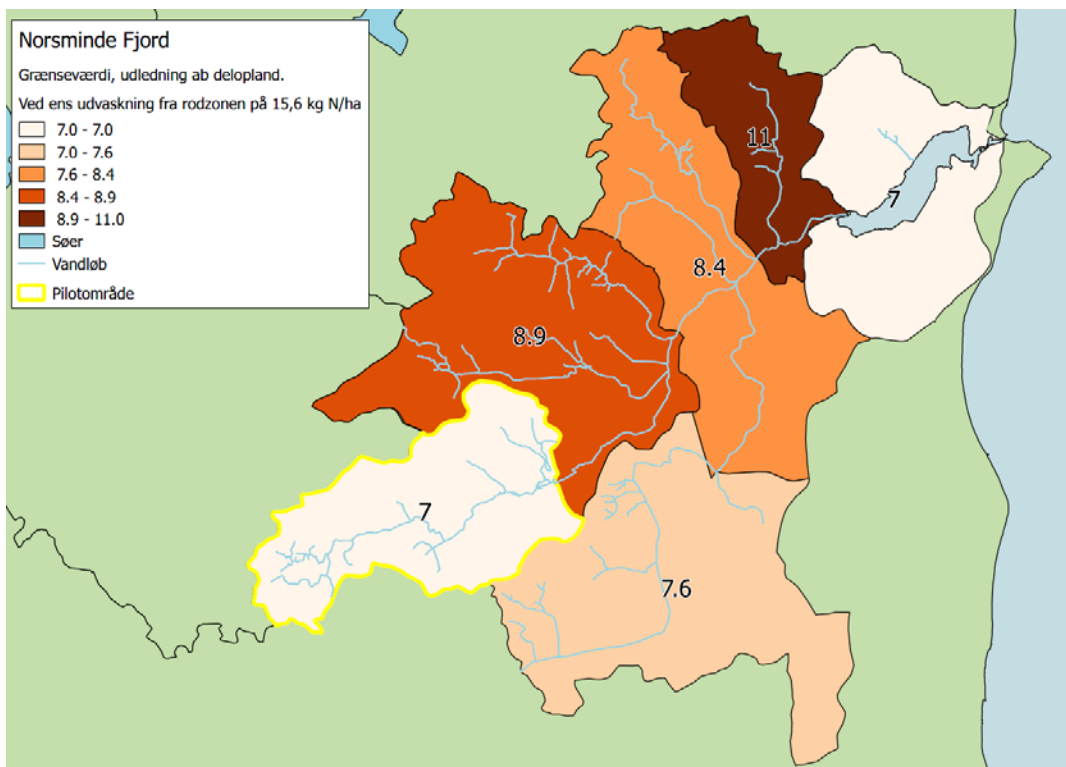 Norsminde Fjord
Grænseværdi, udledning ab delopland.
Ved ens udvaskning fra rodzonen på 15,6 kg N/ha
7.0 - 7.0
7.0 - 7.6
7.6 - 8.4
8.4 - 8.9
8.9 - 11.0
Søer
Vandløb
Pilotområde
11
7
8.4
8.9
7
7.6